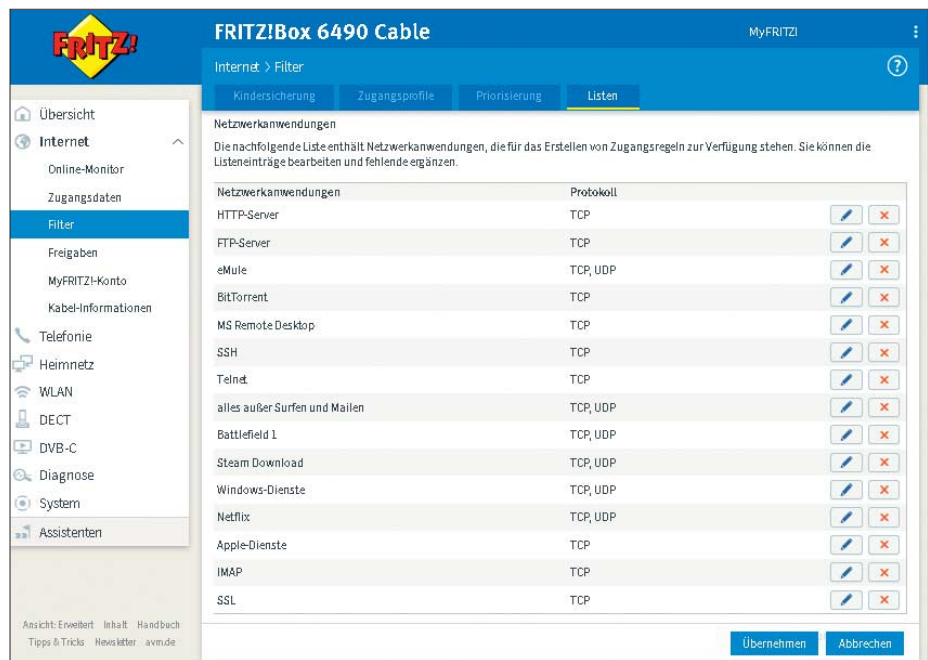 FRITZ!
FRITZ!Box 6490 Cable
MyFRITZ!
Internet > Filter
?
Kindersicherung
Zugangsprofile
Priorisierung
Listen
Übersicht
Internet
Online-Monitor
Zugangsdaten
Filter
Freigaben
MyFRITZ!-Konto
Kabel-Informationen
Telefonie
Heimnetz
WLAN
DECT
DVB-C
Diagnose
System
Assistenten
Ansicht: Erweitert Inhalt Handbuch
Tipps & Tricks Newsletter avm.de
Netzwerkanwendungen
Die nachfolgende Liste enthält Netzwerkanwendungen, die für das Erstellen von Zugangsregeln zur Verfügung stehen. Sie können die
Listeneinträge bearbeiten und fehlende ergänzen.
Netzwerkanwendungen Protokoll
HTTP-Server TCP
FTP-Server TCP
eMule TCP, UDP
BitTorrent TCP
MS Remote Desktop TCP
SSH TCP
Telnet TCP
alles außer Surfen und Mailen TCP, UDP
Battlefield 1 TCP, UDP
Steam Download TCP, UDP
Windows-Dienste TCP, UDP
Netflix TCP, UDP
Apple-Dienste TCP
IMAP TCP
SSL TCP
Übernehmen
Abbrechen